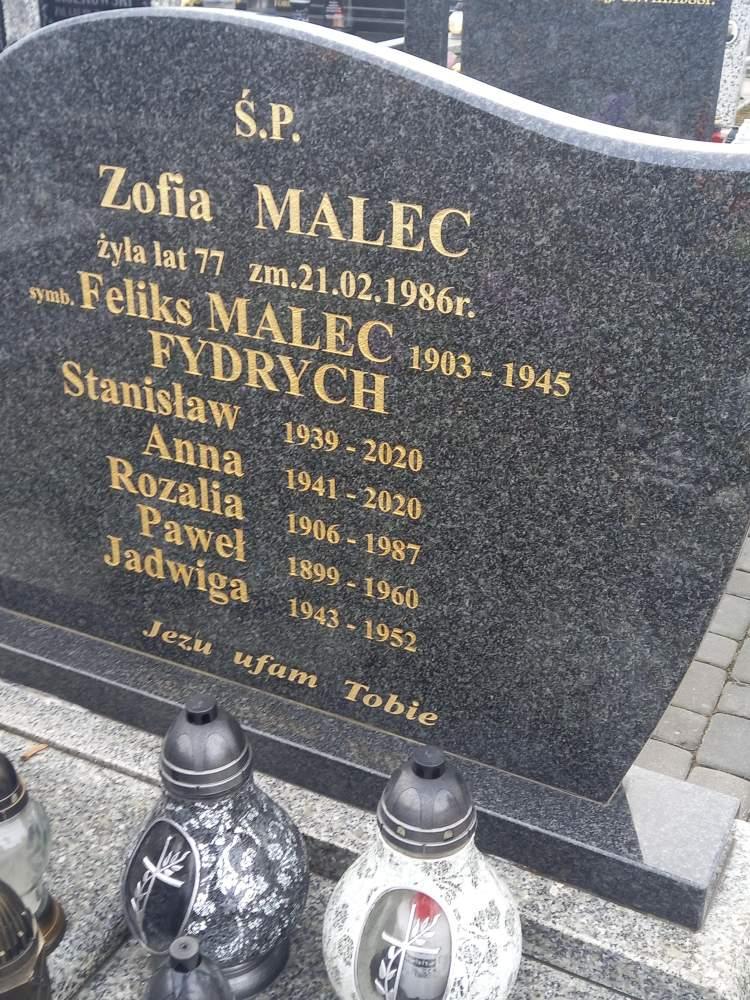 Ś.P.
Zofia MALEC
żyła lat 77 zm.21.02.1986r.
symb. Feliks MALEC 1903 - 1945
FYDRYCH
Stanisław 1939 - 2020
Anna 1941 - 2020
Rozalia 1906 - 1987
Paweł 1899 - 1960
Jadwiga 1943 - 1952
Jezu ufam Tobie